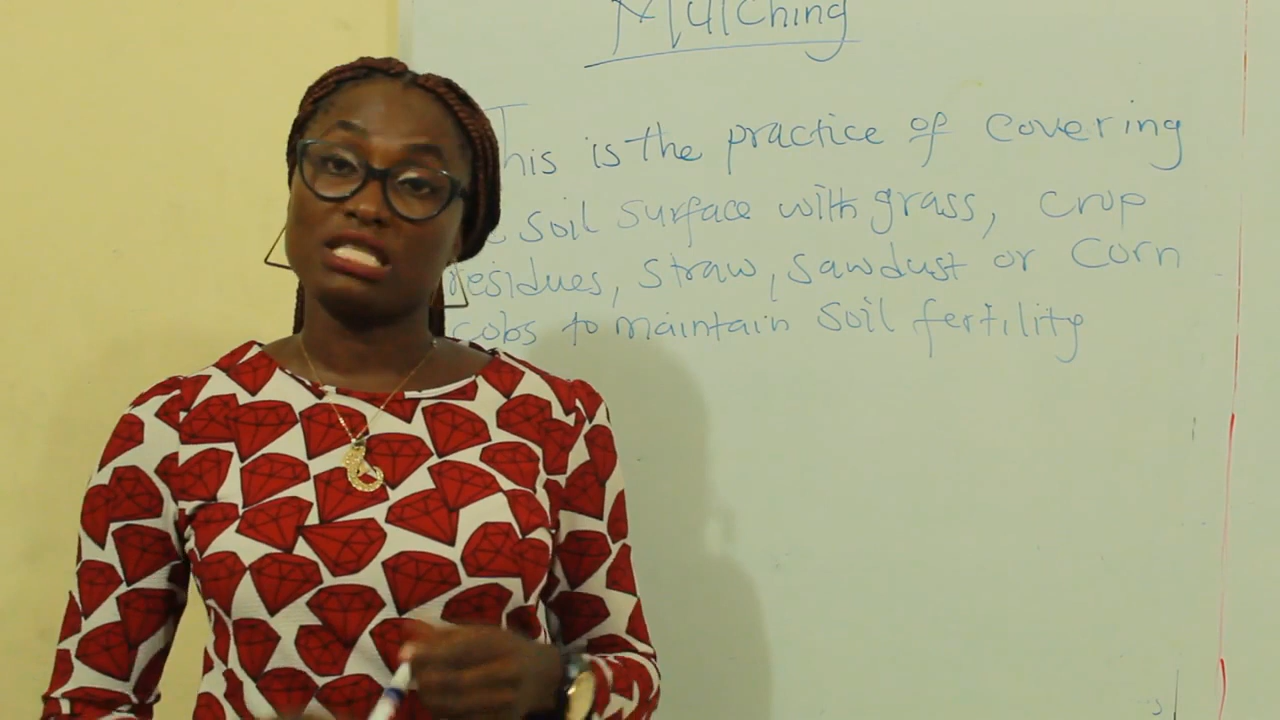 Mulching
This is the practice of covering
soil surface with grass, crop
residues, straw, sawdust or corn
cobs to maintain soil fertility